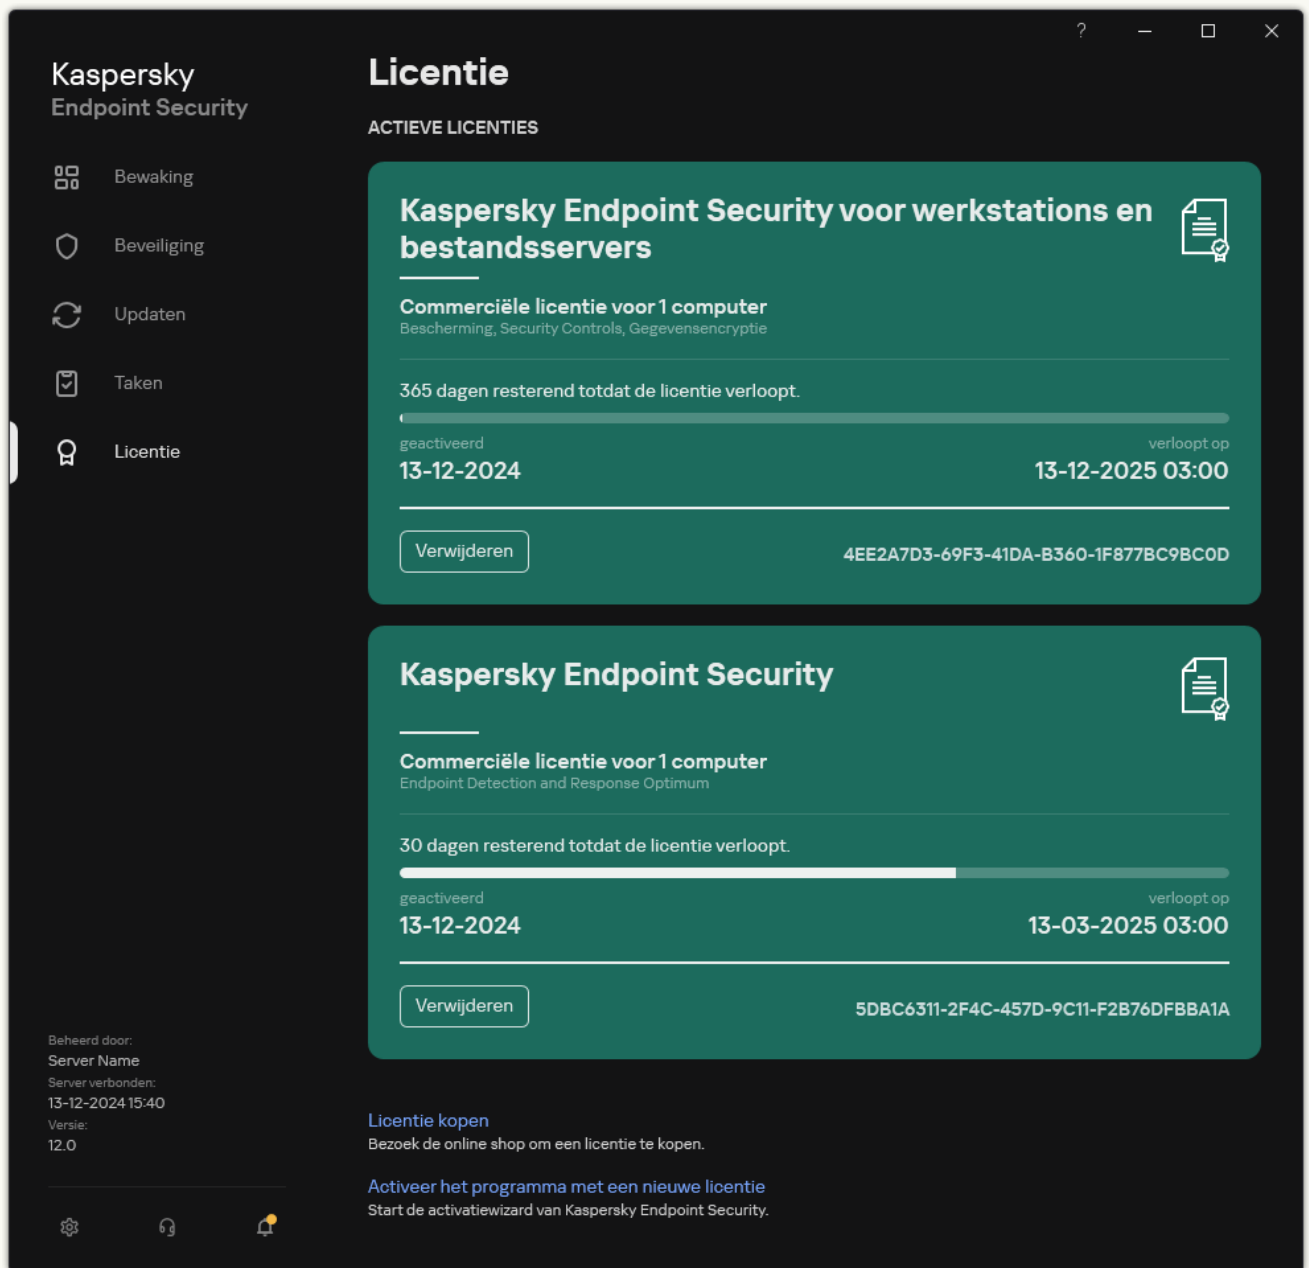 ?
Kaspersky
Endpoint Security
Bewaking
Beveiliging
Updaten
Taken
Licentie
Beheerd door:
Server Name
Server verbonden:
13-12-2024 15:40
Versie:
12.0
Licentie
ACTIEVE LICENTIES
Kaspersky Endpoint Security voor werkstations en
bestandsservers
Commerciële licentie voor 1 computer
Bescherming, Security Controls, Gegevensencryptie
365 dagen resterend totdat de licentie verloopt.
geactiveerd verloopt op
13-12-2024 13-12-2025 03:00
Verwijderen 4EE2A7D3-69F3-41DA-B360-1F877BC9BC0D
Kaspersky Endpoint Security
Commerciële licentie voor 1 computer
Endpoint Detection and Response Optimum
30 dagen resterend totdat de licentie verloopt.
geactiveerd verloopt op
13-12-2024 13-03-2025 03:00
Verwijderen 5DBC6311-2F4C-457D-9C11-F2B76DFBBA1A
Licentie kopen
Bezoek de online shop om een licentie te kopen.
Activeer het programma met een nieuwe licentie
Start de activatiewizard van Kaspersky Endpoint Security.